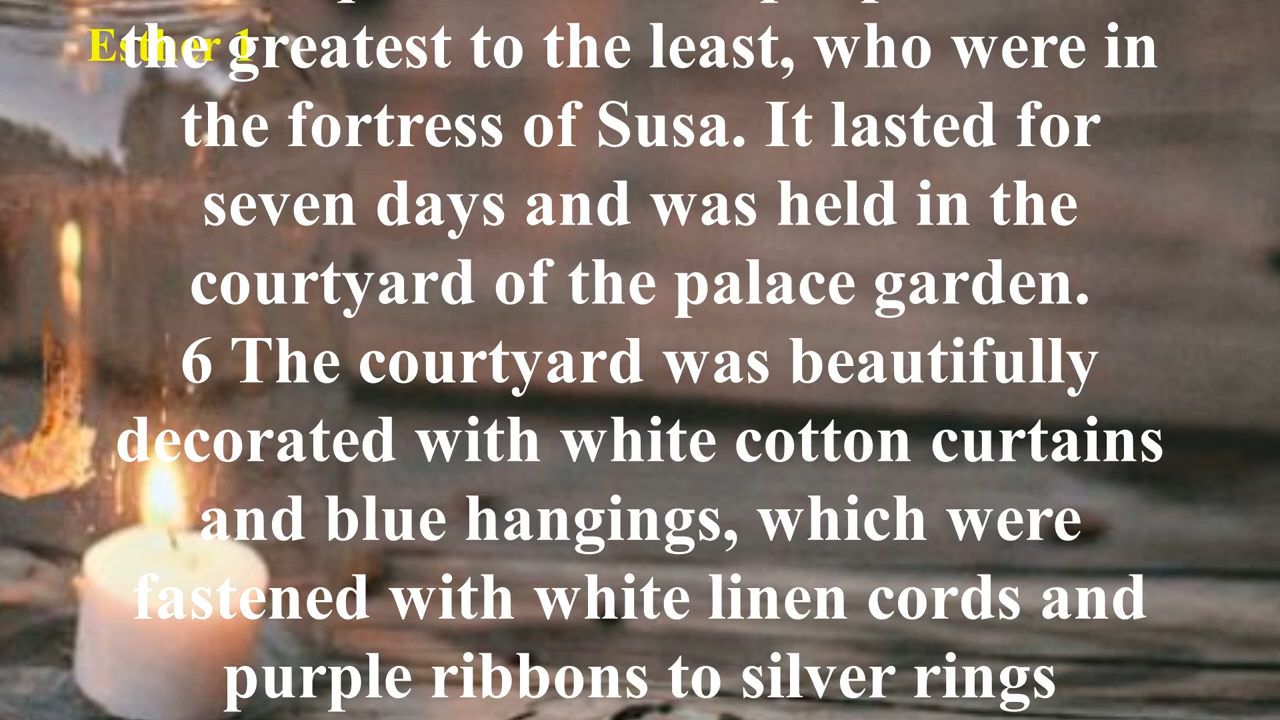 Esther 1
the greatest to the least, who were in
the fortress of Susa. It lasted for
seven days and was held in the
courtyard of the palace garden.
6 The courtyard was beautifully
decorated with white cotton curtains
and blue hangings, which were
fastened with white linen cords and
purple ribbons to silver rings